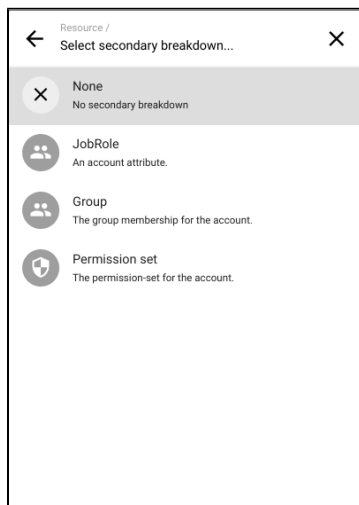 Resource /
Select secondary breakdown...
None
No secondary breakdown
JobRole
An account attribute.
Group
The group membership for the account.
Permission set
The permission-set for the account.